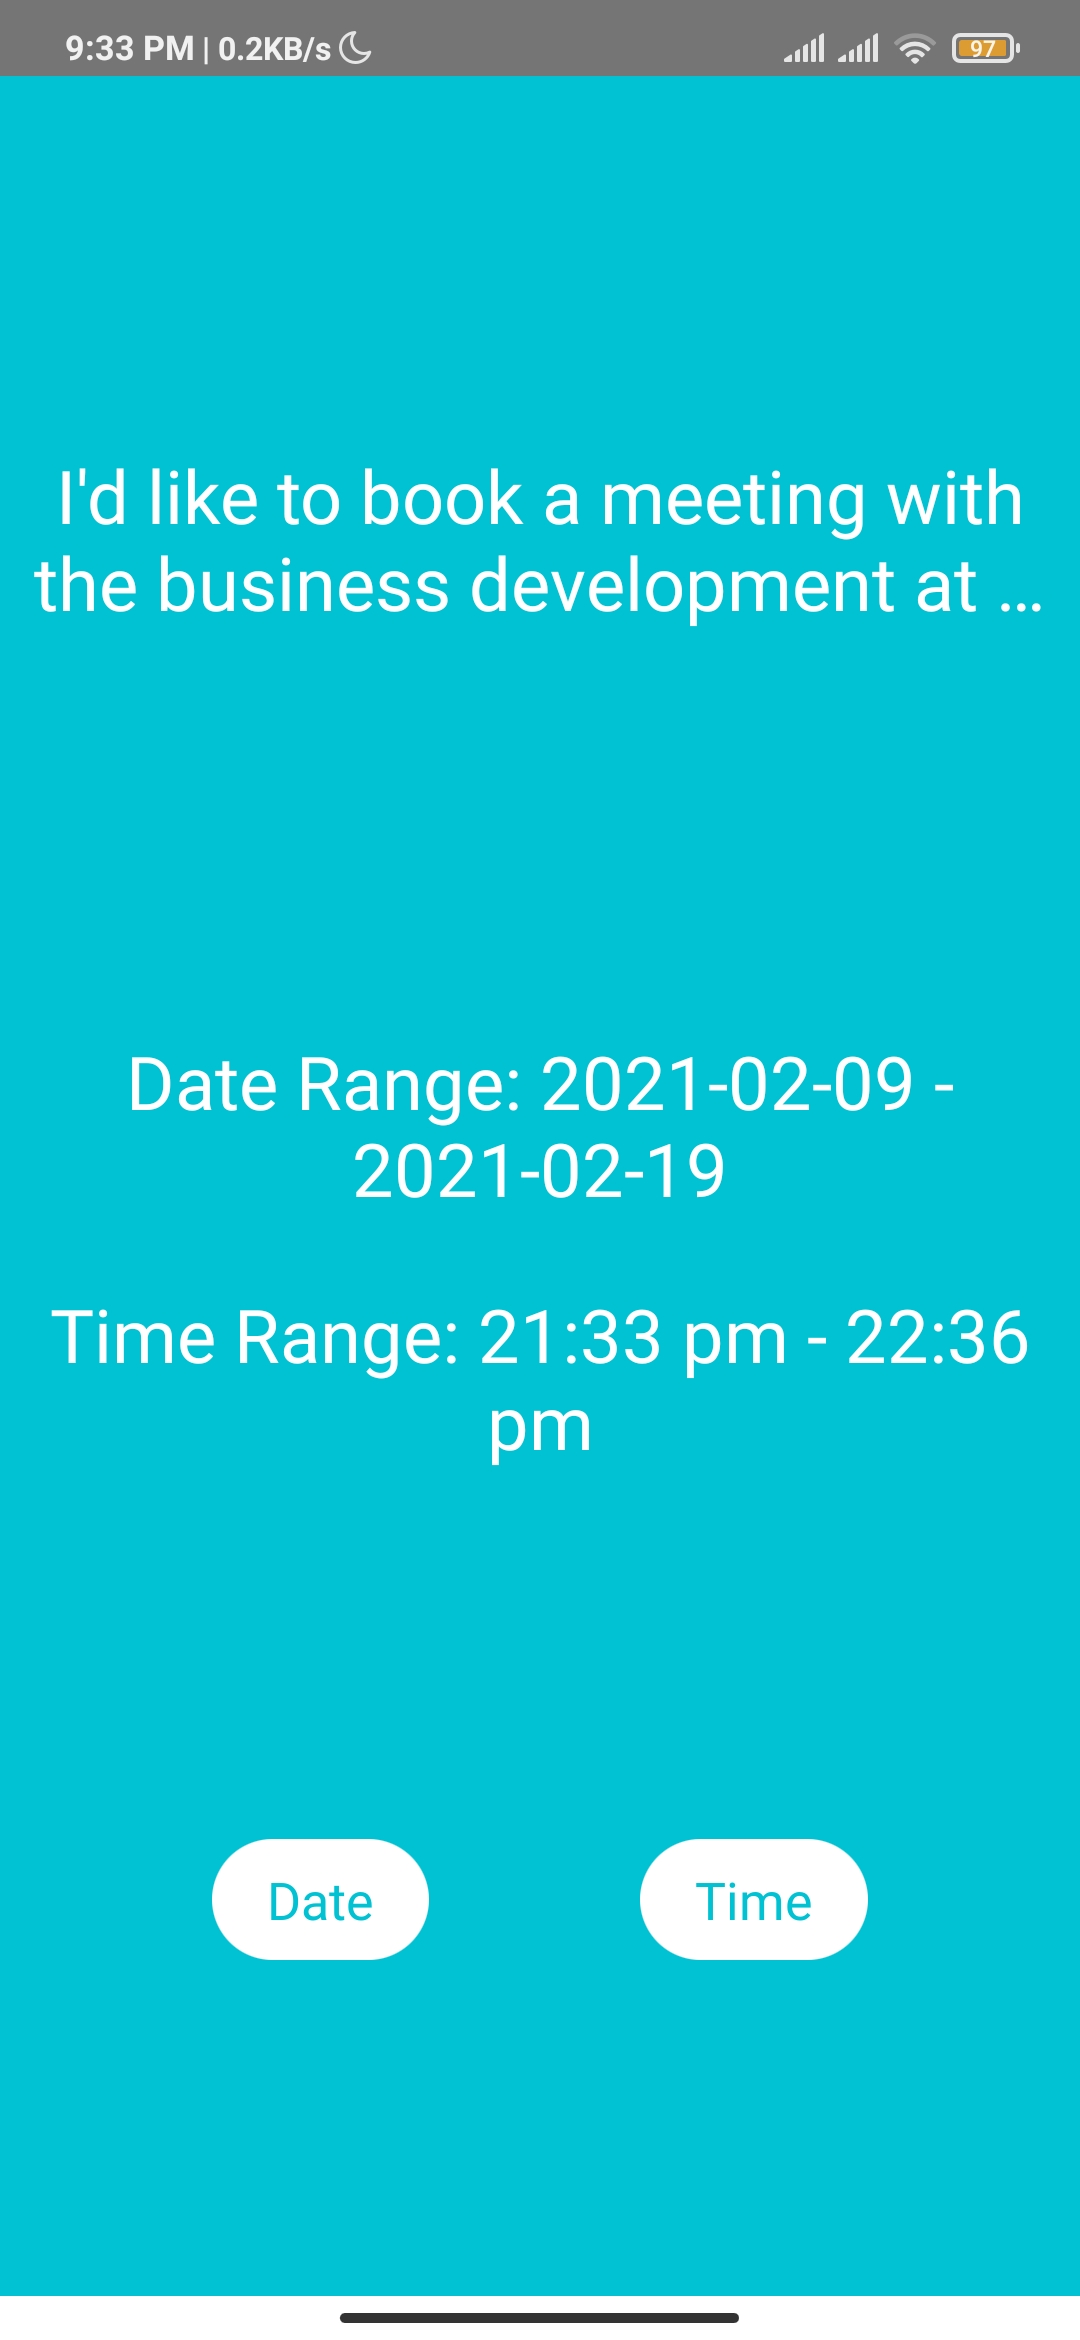 9:33 PM | 0.2KB/s
97
I'd like to book a meeting with
the business development at ...
Date Range: 2021-02-09 -
2021-02-19
Time Range: 21:33 pm - 22:36
pm
Date
Time